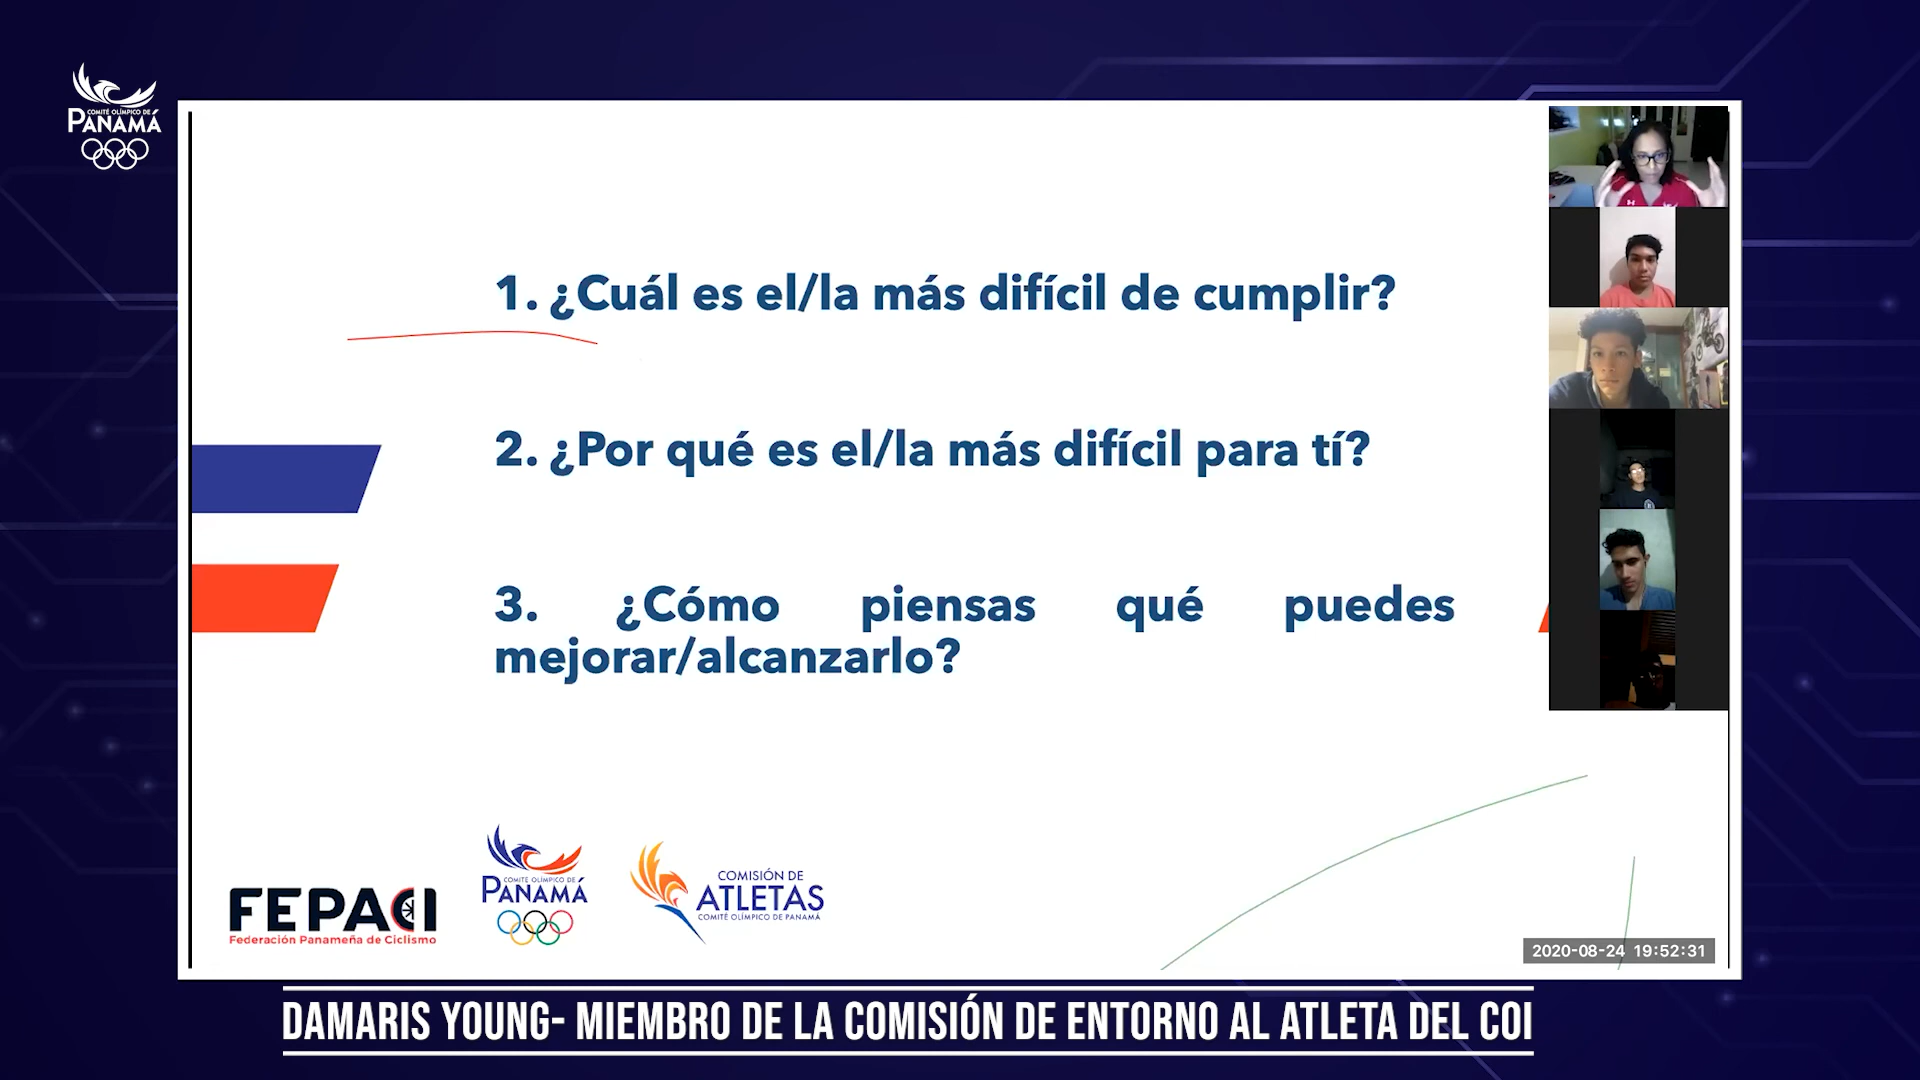 COMITÉ OLÍMPICO DE
PANAMÁ
1. ¿Cuál es el/la más difícil de cumplir?
2. ¿Por qué es el/la más difícil para tí?
3. ¿Cómo piensas qué puedes
mejorar/alcanzarlo?
FEPACI
Federación Panameña de Ciclismo
COMITÉ OLÍMPICO DE
PANAMÁ
COMISIÓN DE
ATLETAS
COMITÉ OLÍMPICO DE PANAMÁ
2020-08-24 19:52:31
DAMARIS YOUNG- MIEMBRO DE LA COMISIÓN DE ENTORNO AL ATLETA DEL COI